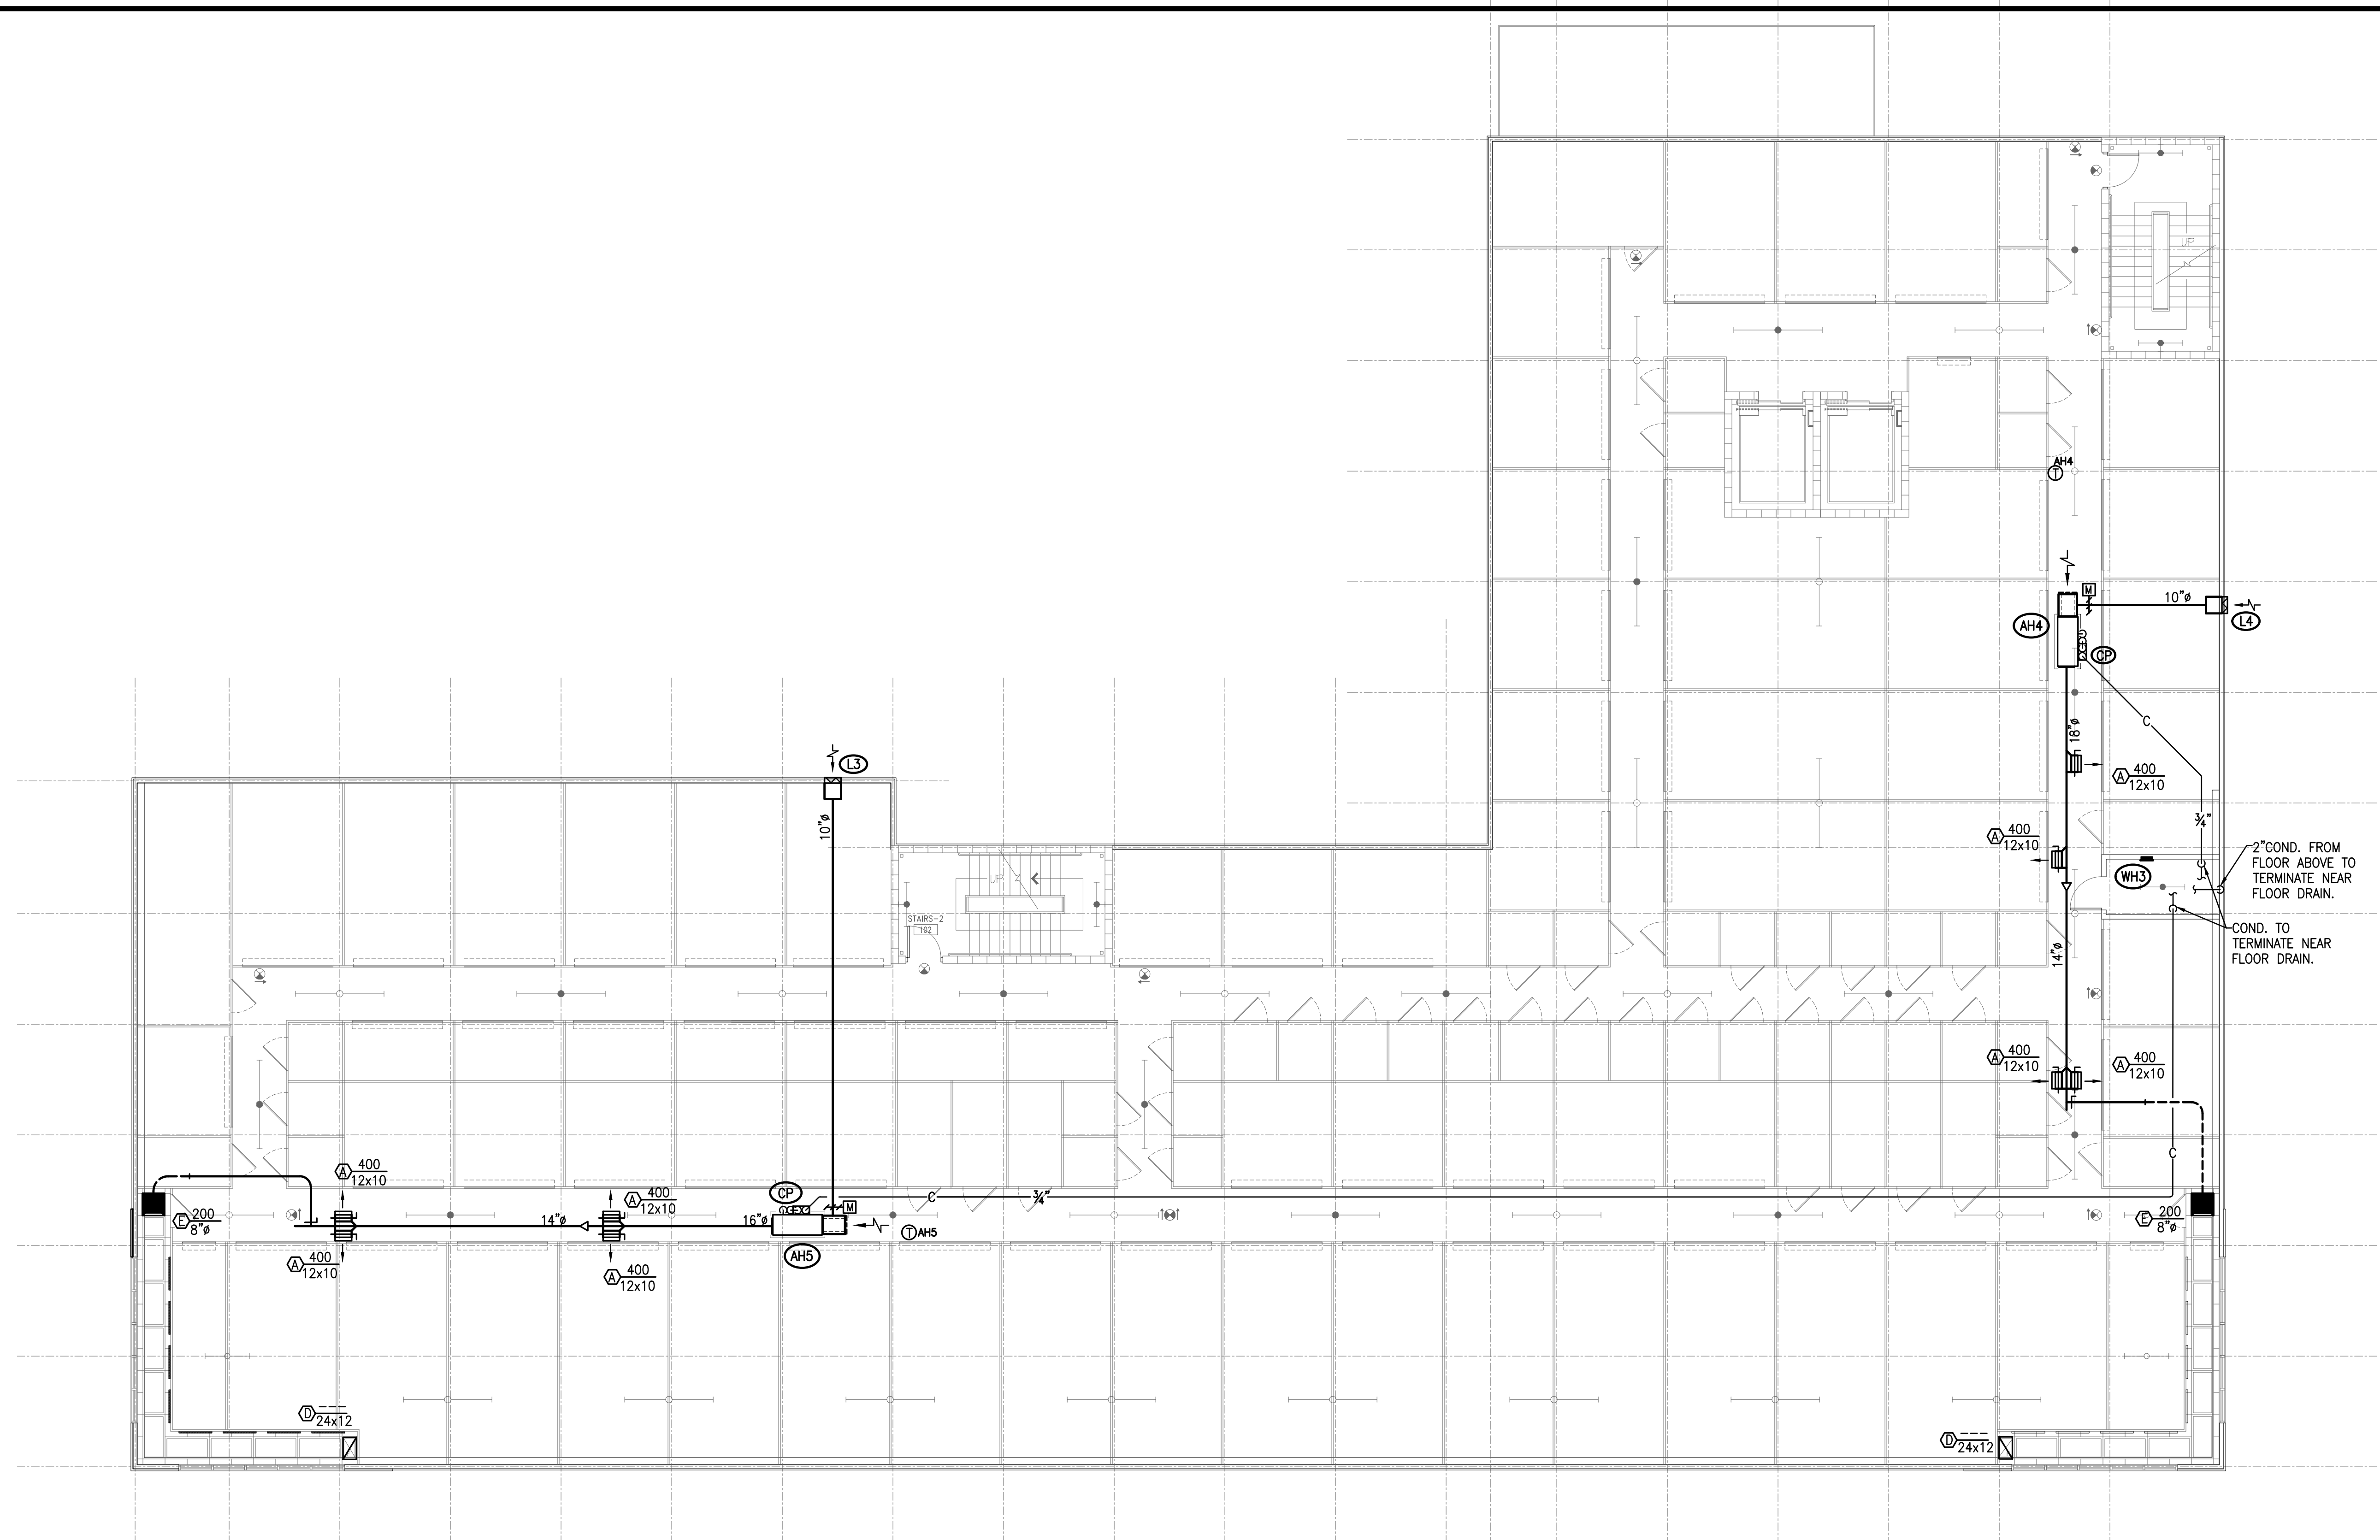 UP
AH4
T
M
10"ø
L4
AH4
CP
18"ø
C
A 400
12x10
L3
10"ø
3/4"
A 400
12x10
2"COND. FROM
FLOOR ABOVE TO
TERMINATE NEAR
FLOOR DRAIN.
WH3
UP
STAIRS-2
102
COND. TO
TERMINATE NEAR
FLOOR DRAIN.
14"ø
A 400
12x10
A 400
12x10
C
A 400
12x10
CP
A 400
12x10
C
3/4"
M
E 200
8"ø
14"ø
16"ø
T AH5
E 200
8"ø
AH5
A 400
12x10
A 400
12x10
D
24x12
D
24x12